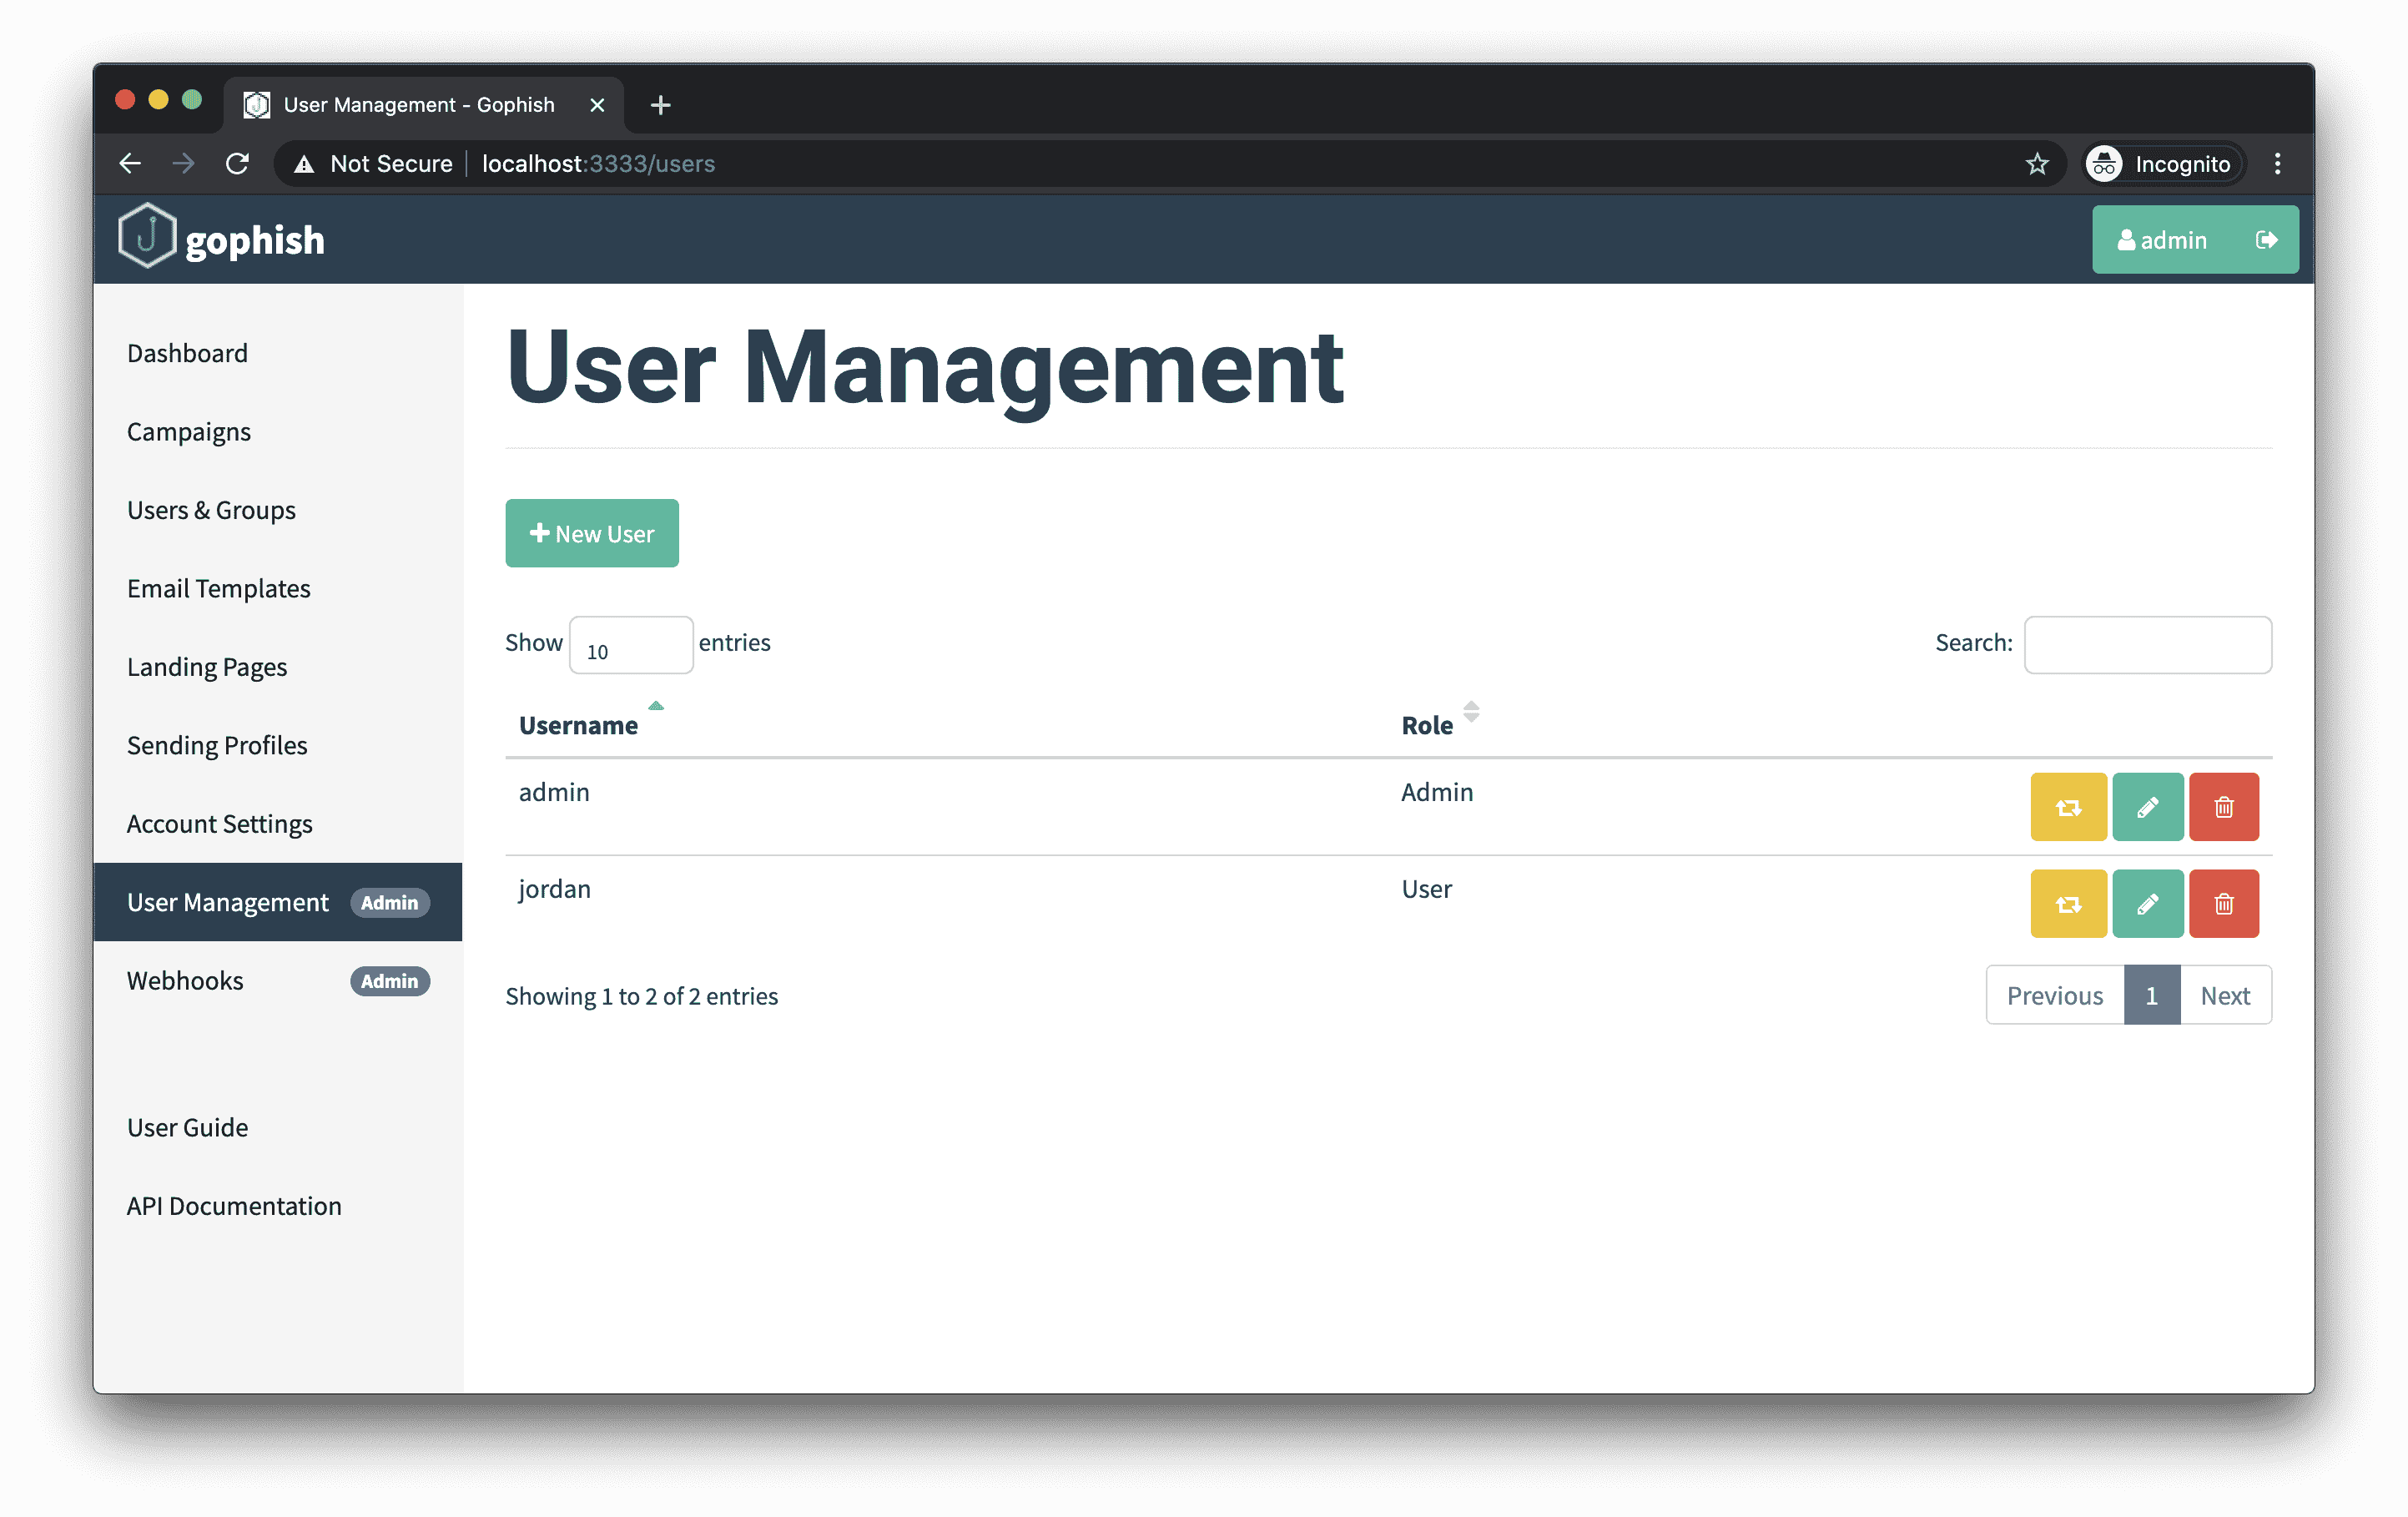 User Management - Gophish
Not Secure localhost:3333/users Incognito
gophish admin
Dashboard
Campaigns
Users & Groups
Email Templates
Landing Pages
Sending Profiles
Account Settings
User Management Admin
Webhooks Admin
User Guide
API Documentation
User Management
New User
Show 10 entries Search:
Username Role
admin Admin
jordan User
Showing 1 to 2 of 2 entries Previous 1 Next